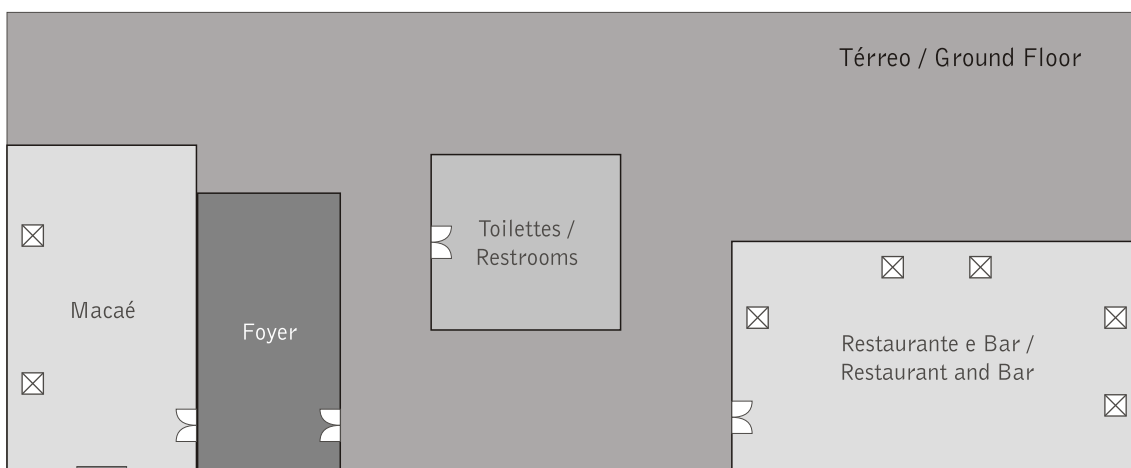 Térreo / Ground Floor
Toilettes /
Restrooms
Macaé
Foyer
Restaurante e Bar /
Restaurant and Bar